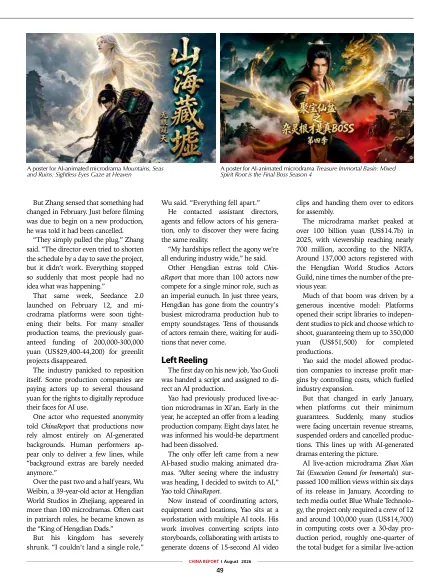 山海藏墟
无眼窥天
聚宝仙盆
之
杂灵根才是真BOSS
第四季
A poster for AI-animated microdrama Mountains, Seas
and Ruins: Sightless Eyes Gaze at Heaven
A poster for AI-animated microdrama Treasure Immortal Basin: Mixed
Spirit Root is the Final Boss Season 4
But Zhang sensed that something had
changed in February. Just before filming
was due to begin on a new production,
he was told it had been cancelled.
“They simply pulled the plug,” Zhang
said. “The director even tried to shorten
the schedule by a day to save the project,
but it didn’t work. Everything stopped
so suddenly that most people had no
idea what was happening.”
That same week, Seedance 2.0
launched on February 12, and mi-
crodrama platforms were soon tight-
ening their belts. For many smaller
production teams, the previously guar-
anteed funding of 200,000-300,000
yuan (US$29,400-44,200) for greenlit
projects disappeared.
The industry panicked to reposition
itself. Some production companies are
paying actors up to several thousand
yuan for the rights to digitally reproduce
their faces for AI use.
One actor who requested anonymity
told ChinaReport that productions now
rely almost entirely on AI-generated
backgrounds. Human performers ap-
pear only to deliver a few lines, while
“background extras are barely needed
anymore.”
Over the past two and a half years, Wu
Weibin, a 39-year-old actor at Hengdian
World Studios in Zhejiang, appeared in
more than 100 microdramas. Often cast
in patriarch roles, he became known as
the “King of Hengdian Dads.”
But his kingdom has severely
shrunk. “I couldn’t land a single role,”
Wu said. “Everything fell apart.”
He contacted assistant directors,
agents and fellow actors of his genera-
tion, only to discover they were facing
the same reality.
“My hardships reflect the agony we’re
all enduring industry wide,” he said.
Other Hengdian extras told Chin-
aReport that more than 100 actors now
compete for a single minor role, such as
an imperial eunuch. In just three years,
Hengdian has gone from the country’s
busiest microdrama production hub to
empty soundstages. Tens of thousands
of actors remain there, waiting for audi-
tions that never come.
Left Reeling
The first day on his new job, Yao Guoli
was handed a script and assigned to di-
rect an AI production.
Yao had previously produced live-ac-
tion microdramas in Xi’an. Early in the
year, he accepted an offer from a leading
production company. Eight days later, he
was informed his would-be department
had been dissolved.
The only offer left came from a new
AI-based studio making animated dra-
mas. “After seeing where the industry
was heading, I decided to switch to AI,”
Yao told ChinaReport.
Now instead of coordinating actors,
equipment and locations, Yao sits at a
workstation with multiple AI tools. His
work involves converting scripts into
storyboards, collaborating with artists to
generate dozens of 15-second AI video
clips and handing them over to editors
for assembly.
The microdrama market peaked at
over 100 billion yuan (US$14.7b) in
2025, with viewership reaching nearly
700 million, according to the NRTA.
Around 137,000 actors registered with
the Hengdian World Studios Actors
Guild, nine times the number of the pre-
vious year.
Much of that boom was driven by a
generous incentive model: Platforms
opened their script libraries to indepen-
dent studios to pick and choose which to
shoot, guaranteeing them up to 350,000
yuan (US$51,500) for completed
productions.
Yao said the model allowed produc-
tion companies to increase profit mar-
gins by controlling costs, which fuelled
industry expansion.
But that changed in early January,
when platforms cut their minimum
guarantees. Suddenly, many studios
were facing uncertain revenue streams,
suspended orders and cancelled produc-
tions. This lines up with AI-generated
dramas entering the picture.
AI live-action microdrama Zhan Xian
Tai (Execution Ground for Immortals) sur-
passed 100 million views within six days
of its release in January. According to
tech media outlet Blue Whale Technolo-
gy, the project only required a crew of 12
and around 100,000 yuan (US$14,700)
in computing costs over a 30-day pro-
duction period, roughly one-quarter of
the total budget for a similar live-action
CHINA REPORT I August 2026
49